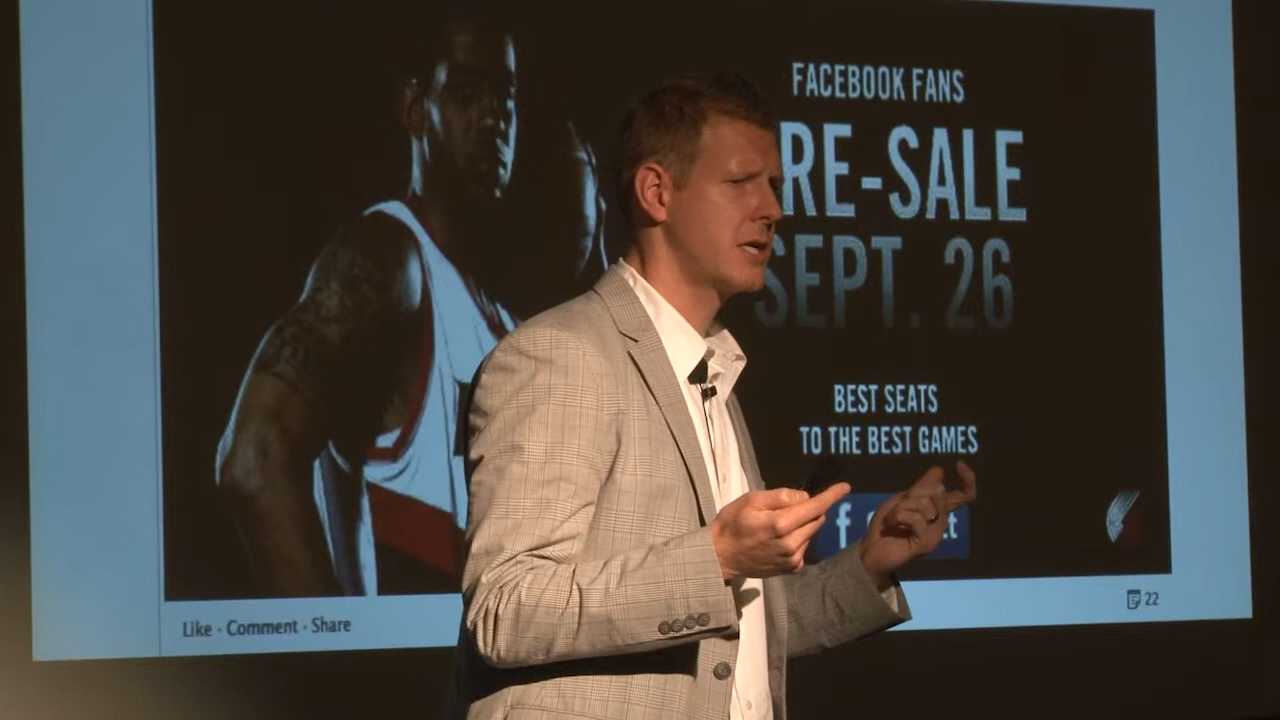 FACEBOOK FANS
RE-SALE
SEPT. 26
BEST SEATS
TO THE BEST GAMES
f
Like · Comment · Share
22